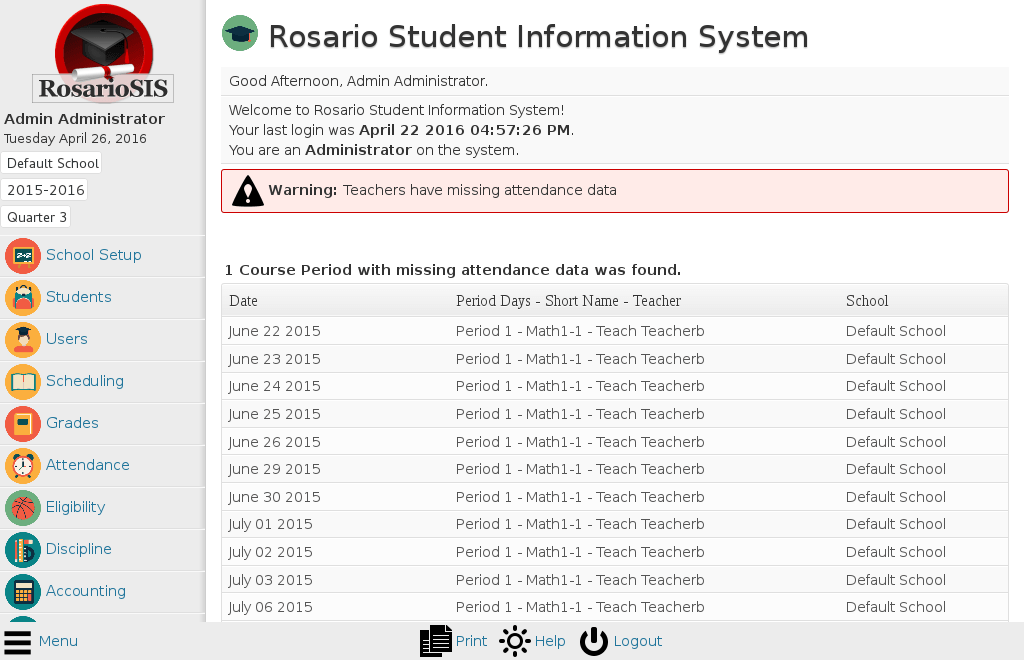 RosarioSIS
Admin Administrator
Tuesday April 26, 2016
Default School
2015-2016
Quarter 3
School Setup
Students
Users
Scheduling
Grades
Attendance
Eligibility
Discipline
Accounting
Menu
Rosario Student Information System
Good Afternoon, Admin Administrator.
Welcome to Rosario Student Information System!
Your last login was April 22 2016 04:57:26 PM.
You are an Administrator on the system.
Warning: Teachers have missing attendance data
1 Course Period with missing attendance data was found.
Date Period Days - Short Name - Teacher School
June 22 2015 Period 1 - Math1-1 - Teach Teacherb Default School
June 23 2015 Period 1 - Math1-1 - Teach Teacherb Default School
June 24 2015 Period 1 - Math1-1 - Teach Teacherb Default School
June 25 2015 Period 1 - Math1-1 - Teach Teacherb Default School
June 26 2015 Period 1 - Math1-1 - Teach Teacherb Default School
June 29 2015 Period 1 - Math1-1 - Teach Teacherb Default School
June 30 2015 Period 1 - Math1-1 - Teach Teacherb Default School
July 01 2015 Period 1 - Math1-1 - Teach Teacherb Default School
July 02 2015 Period 1 - Math1-1 - Teach Teacherb Default School
July 03 2015 Period 1 - Math1-1 - Teach Teacherb Default School
July 06 2015 Period 1 - Math1-1 - Teach Teacherb Default School
Print Help Logout